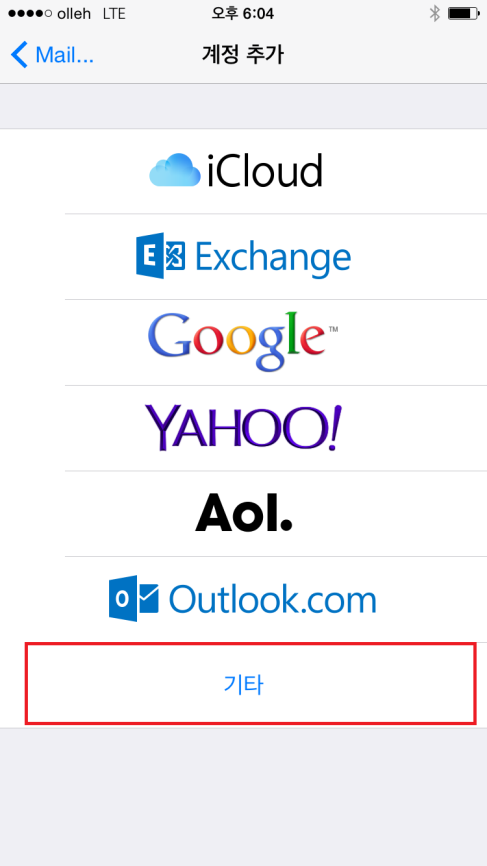 olleh LTE 오후 6:04
Mail... 계정 추가
iCloud
E Exchange
Google™
YAHOO!
Aol.
O Outlook.com
기타